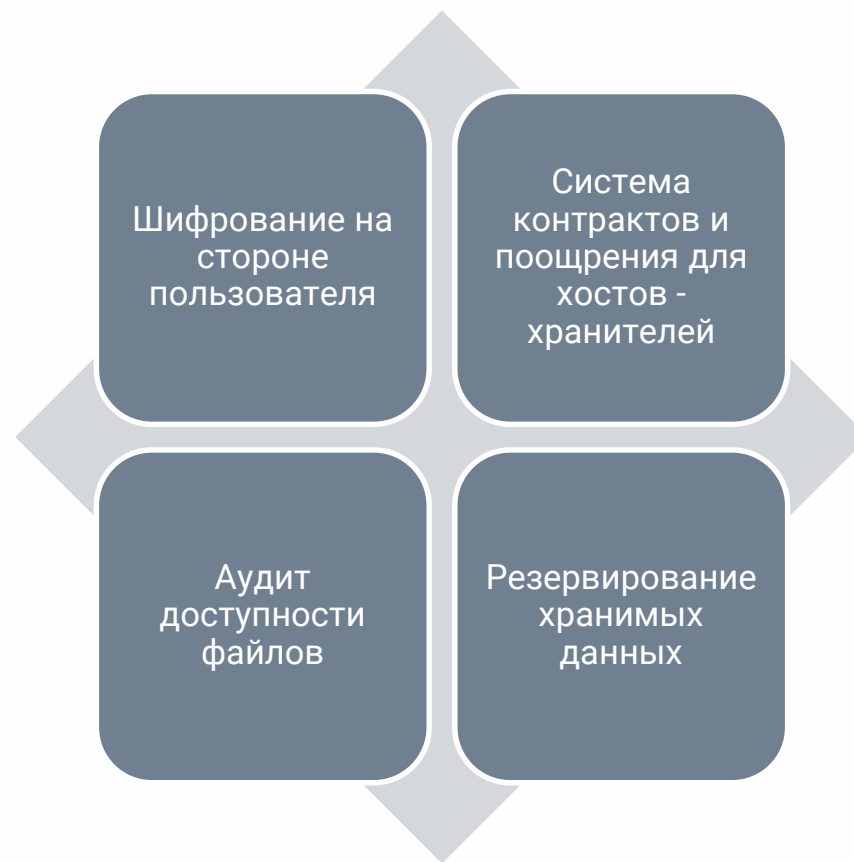 Шифрование на
стороне
пользователя
Система
контрактов и
поощрения для
хостов -
хранителей
Аудит
доступности
файлов
Резервирование
хранимых
данных